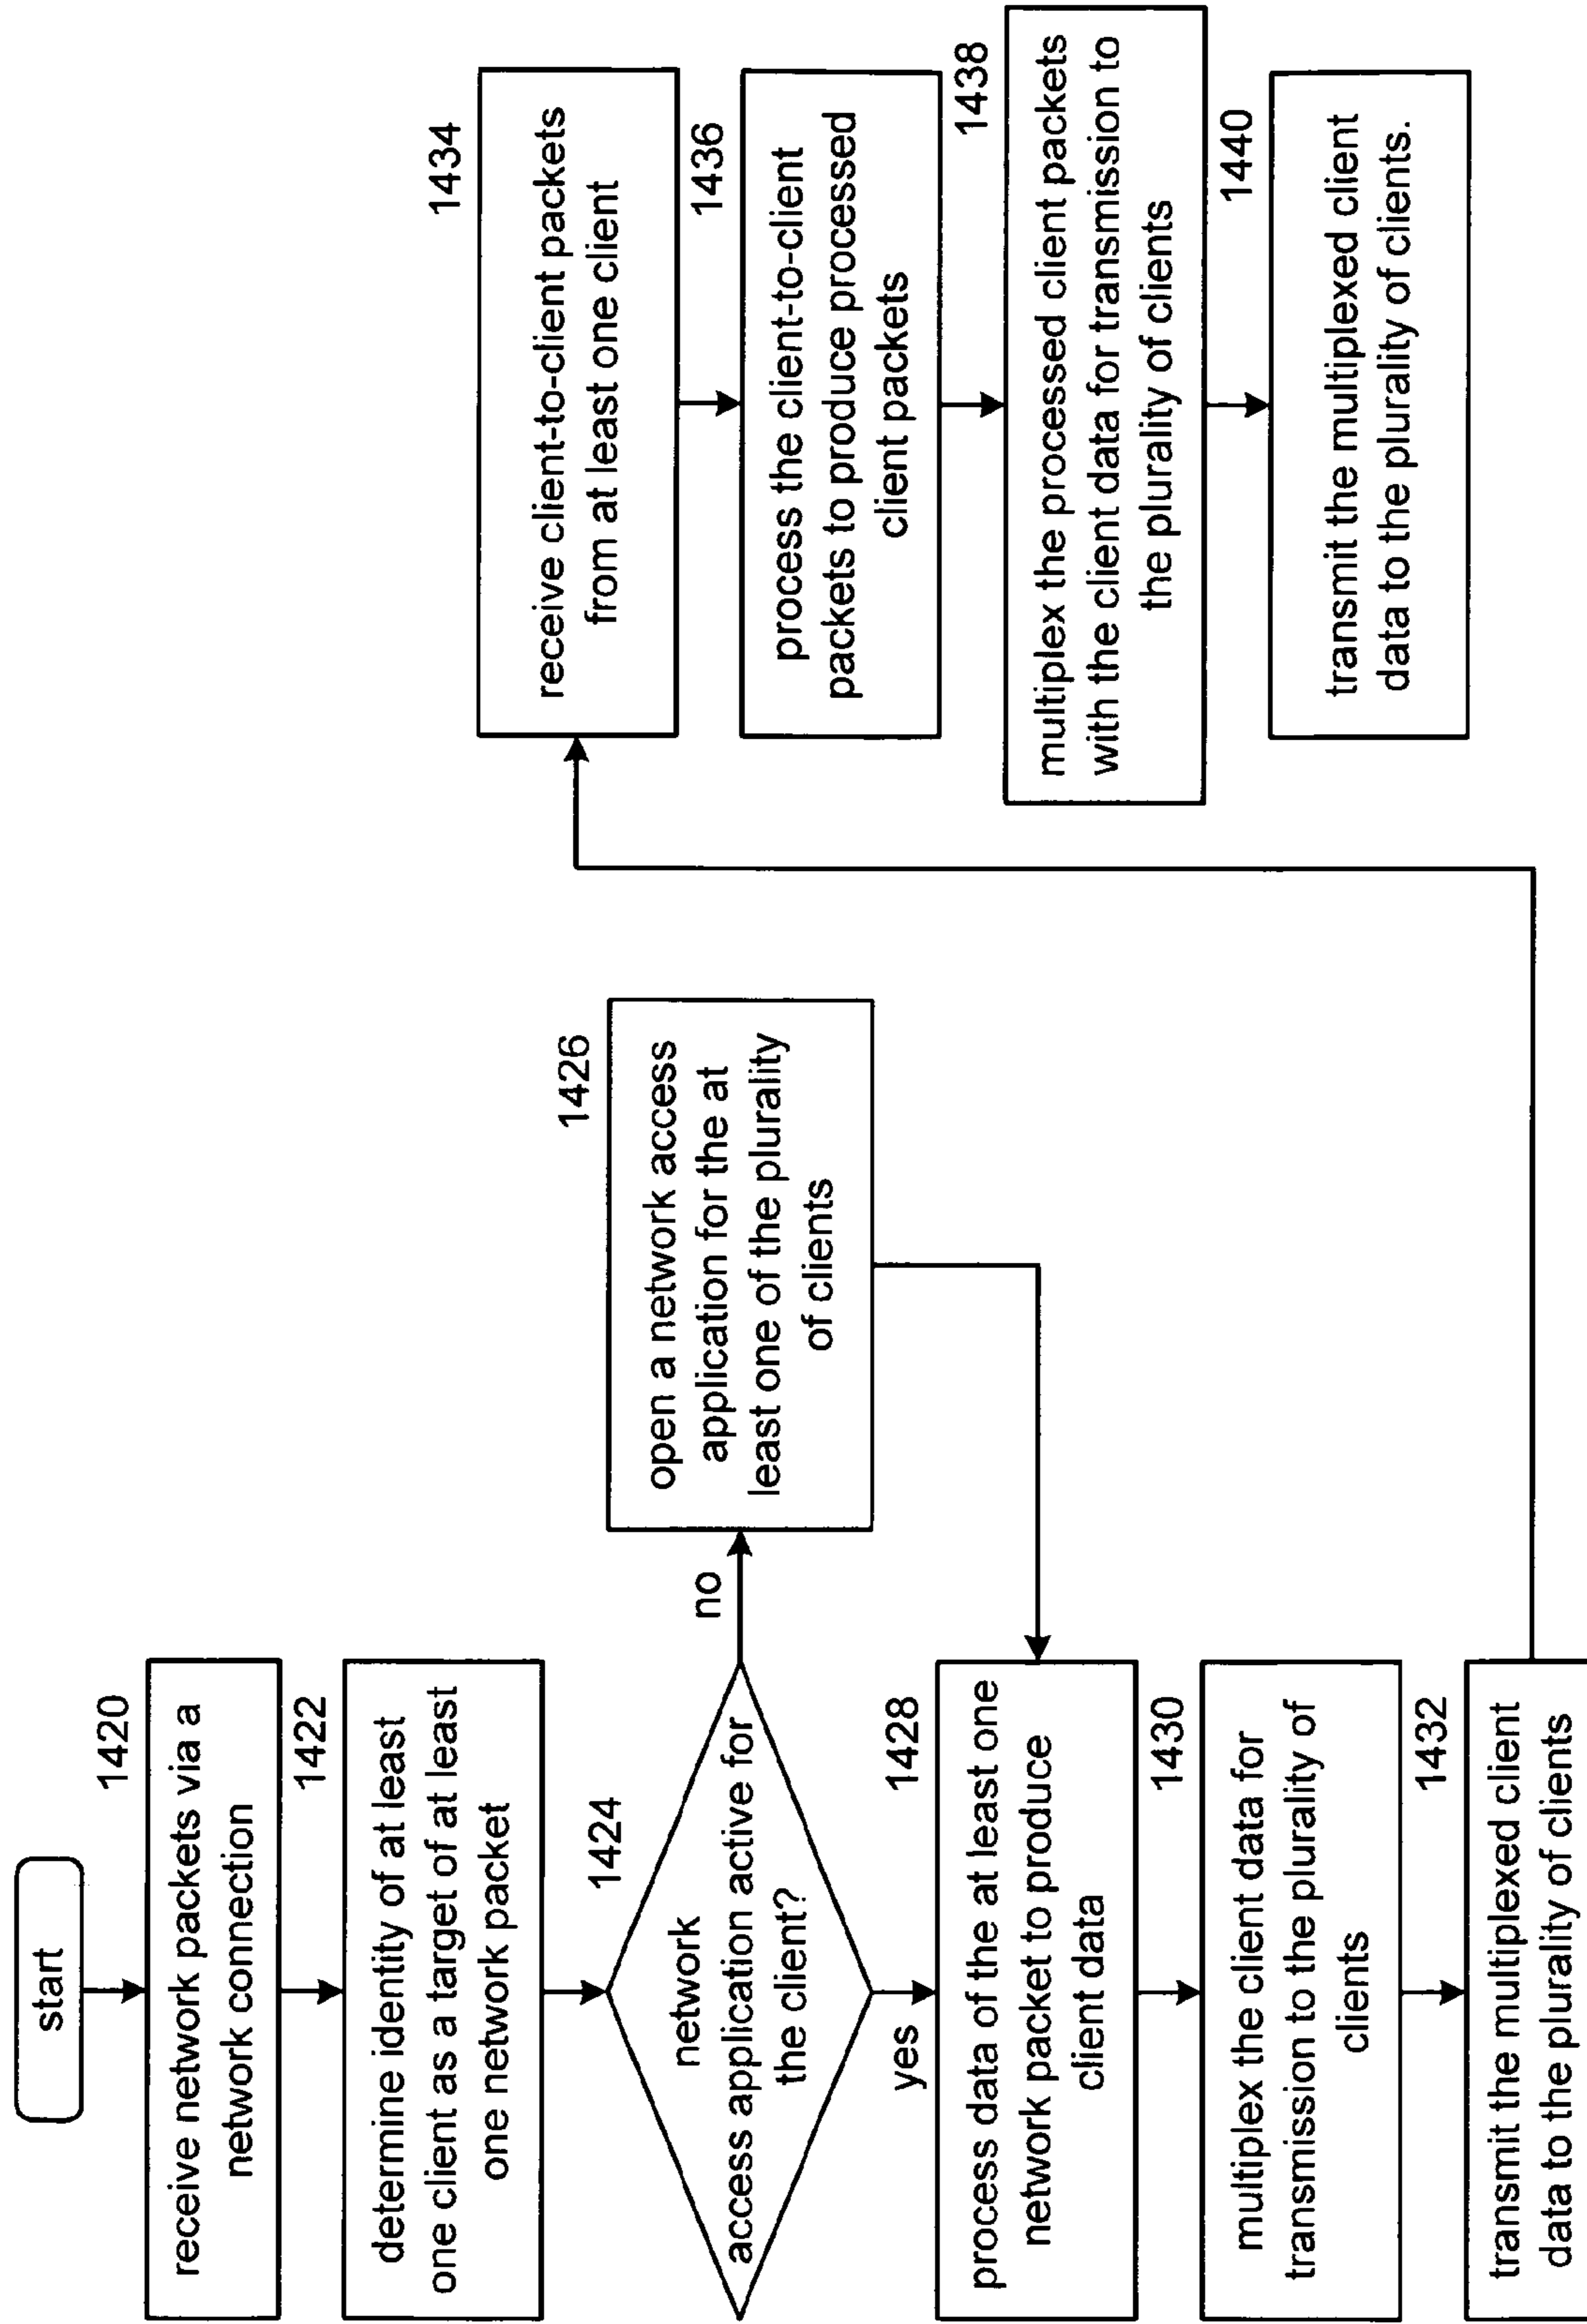 start
1420
receive network packets via a
network connection
1422
determine identity of at least
one client as a target of at least
one network packet
1424
network
access application active for
the client?
no
yes
1426
open a network access
application for the at
least one of the plurality
of clients
1428
process data of the at least one
network packet to produce
client data
1430
multiplex the client data for
transmission to the plurality of
clients
1432
transmit the multiplexed client
data to the plurality of clients
1434
receive client-to-client packets
from at least one client
1436
process the client-to-client
packets to produce processed
client packets
1438
multiplex the processed client packets
with the client data for transmission to
the plurality of clients
1440
transmit the multiplexed client
data to the plurality of clients.